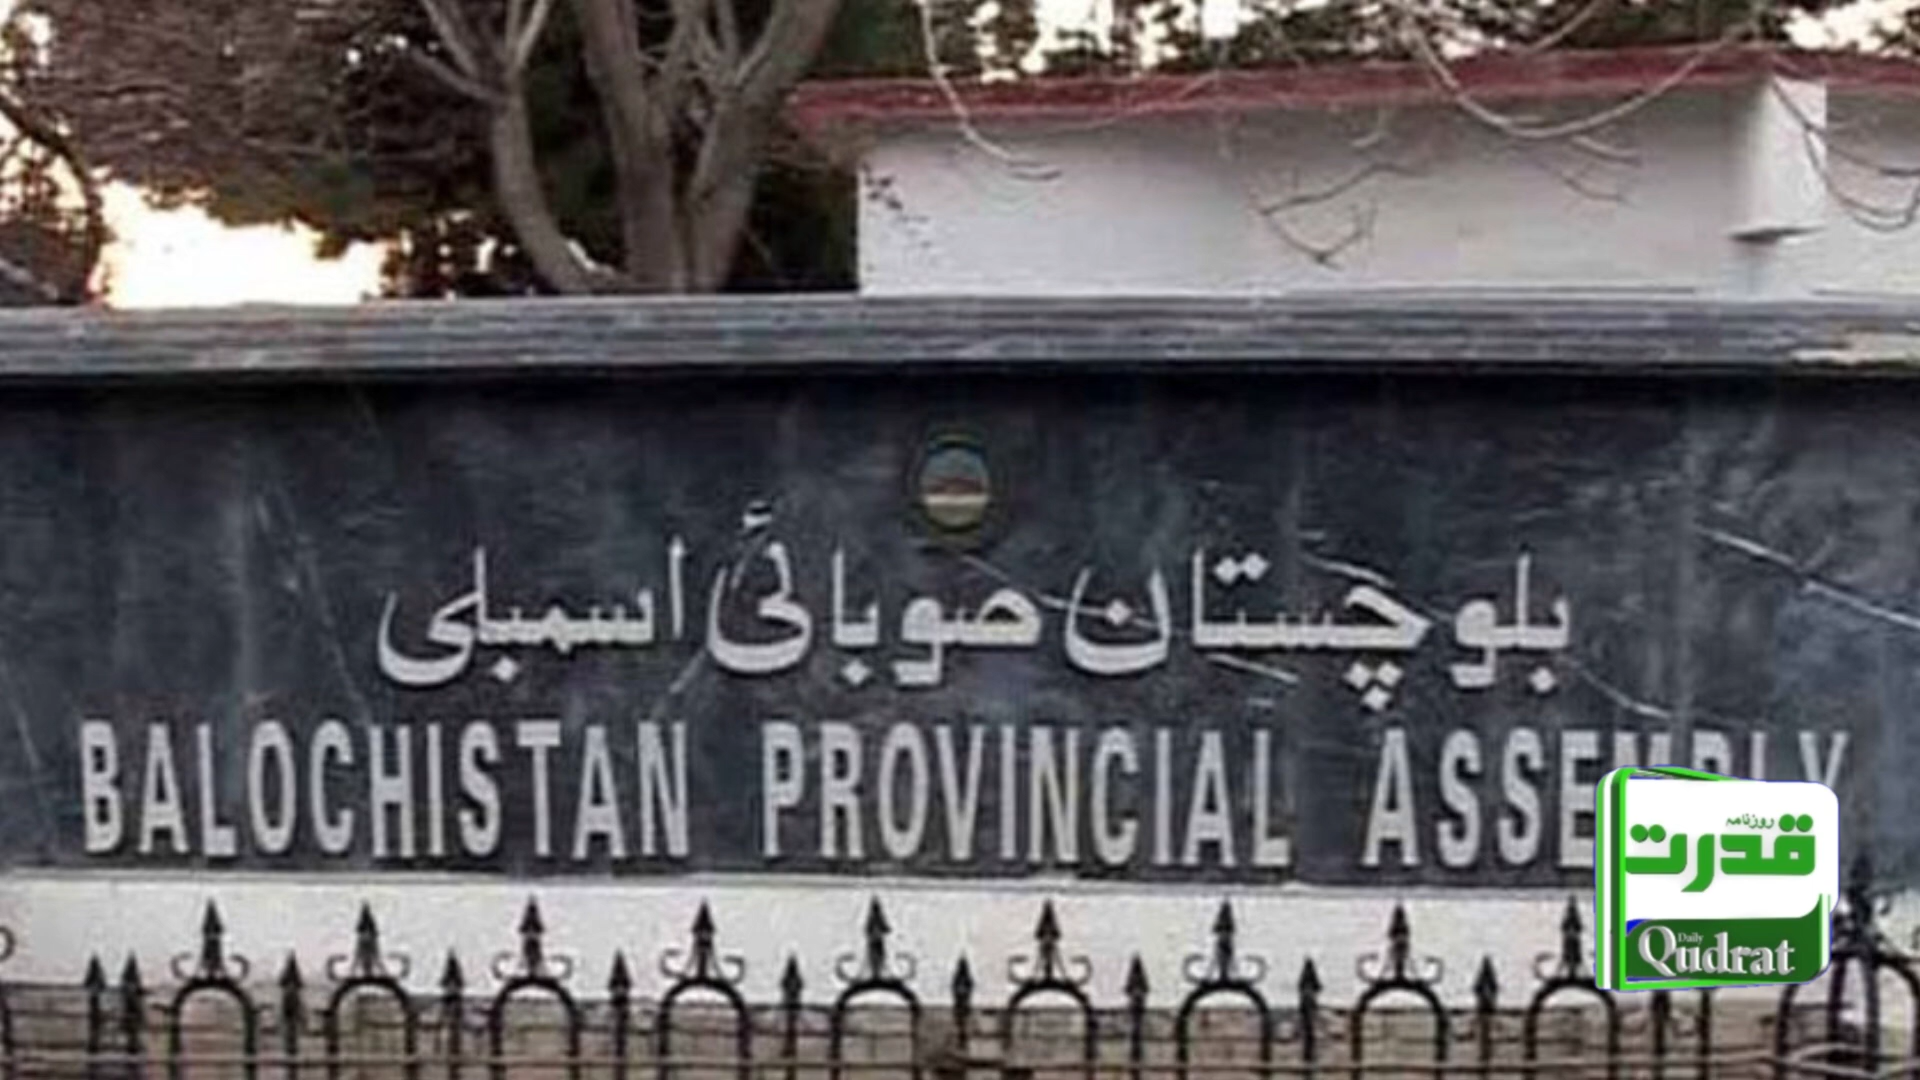 بلوچستان صوبائی اسمبلی
BALOCHISTAN PROVINCIAL ASSEMBLY
روزنامہ
قدرت
Daily
Qudrat